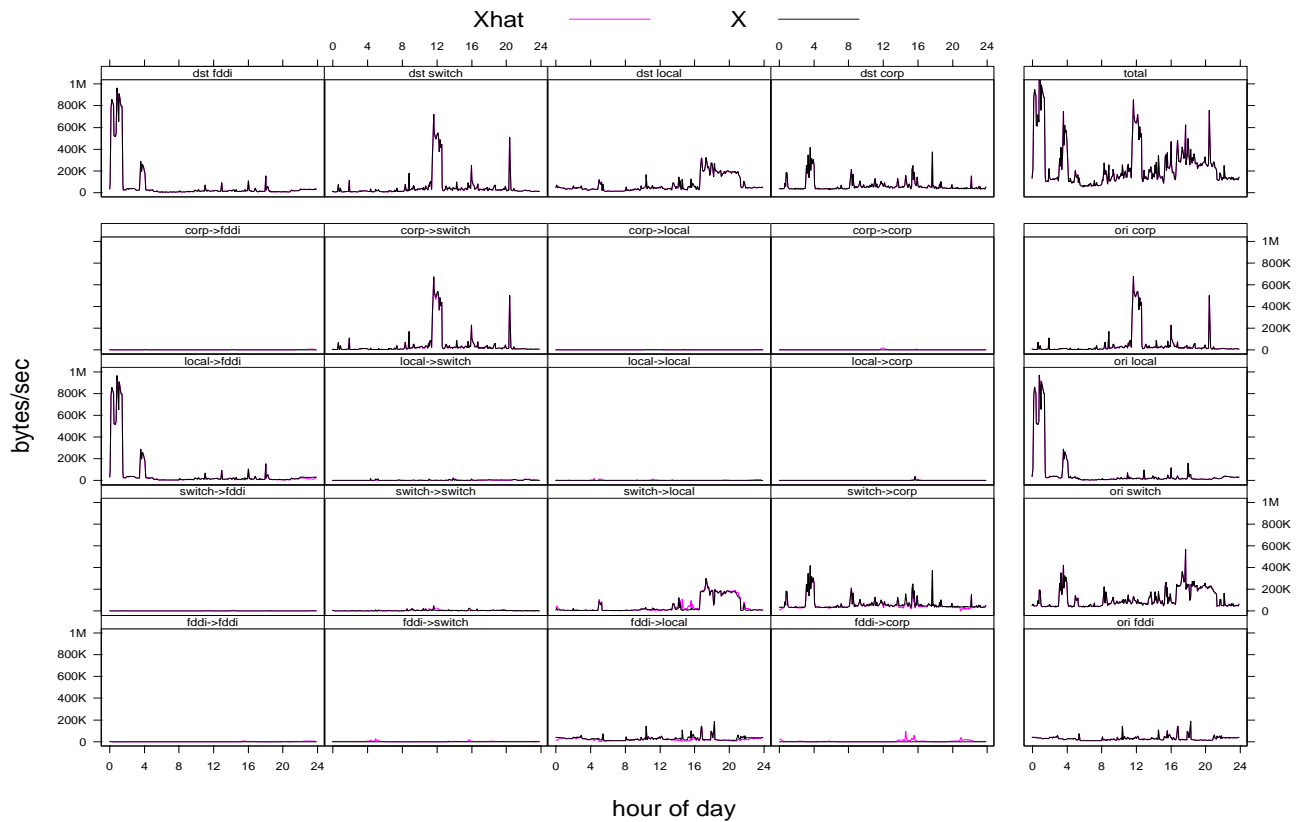 Xhat X
0 4 8 12 16 20 24 0 4 8 12 16 20 24
dst fddi dst switch dst local dst corp total
1M
800K
600K
400K
200K
0
corp->fddi corp->switch corp->local corp->corp ori corp
1M
800K
600K
400K
200K
0
local->fddi local->switch local->local local->corp ori local
1M
800K
600K
400K
200K
0
switch->fddi switch->switch switch->local switch->corp ori switch
1M
800K
600K
400K
200K
0
fddi->fddi fddi->switch fddi->local fddi->corp ori fddi
1M
800K
600K
400K
200K
0
0 4 8 12 16 20 24 0 4 8 12 16 20 24 0 4 8 12 16 20 24
bytes/sec
hour of day